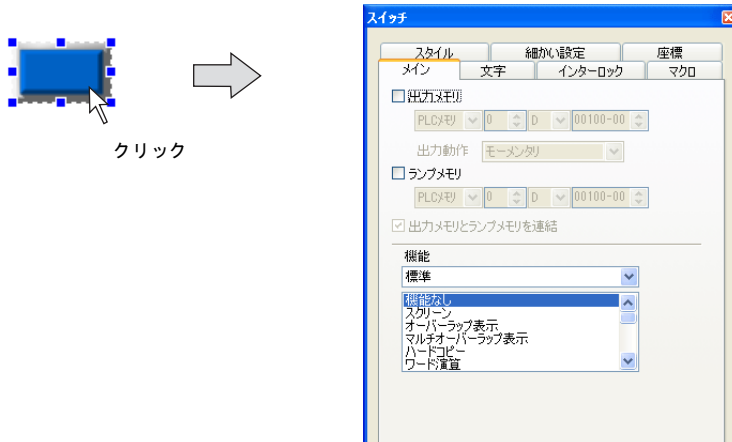 クリック
スイッチ
スタイル 細かい設定 座標
メイン 文字 インターロック マクロ
出力メモリ
PLCメモリ 0 D 00100-00
出力動作 モーメンタリ
ランプメモリ
PLCメモリ 0 D 00100-00
出力メモリとランプメモリを連結
機能
標準
機能なし
スクリーン
オーバーラップ表示
マルチオーバーラップ表示
ハードコピー
ワード演算